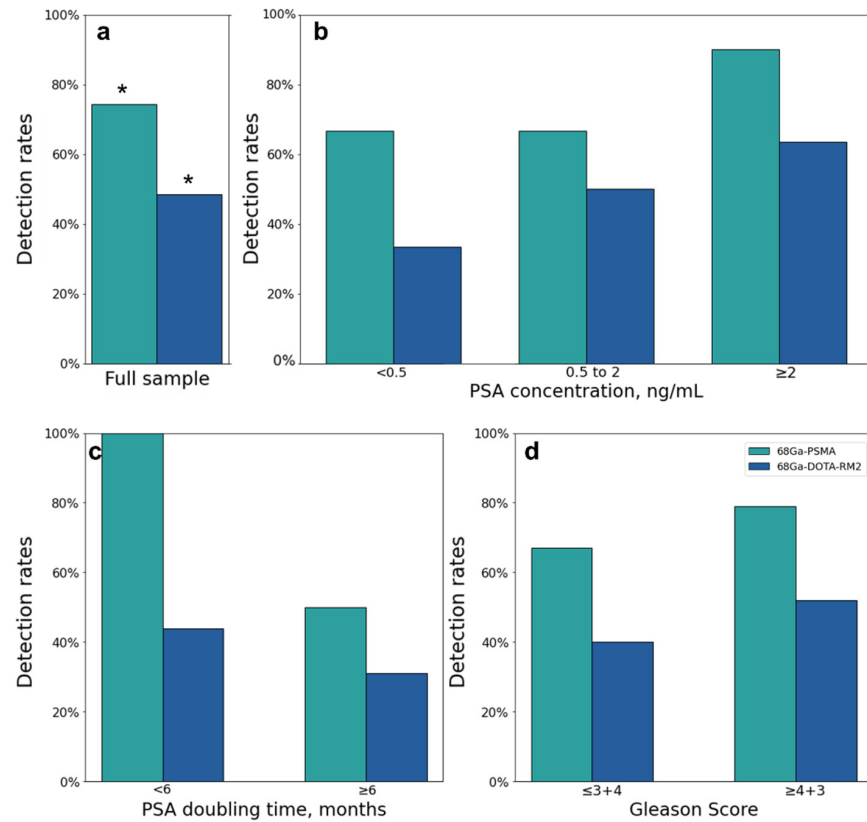 a
100%
80%
60%
40%
20%
0%
Detection rates
*
*
Full sample
b
100%
80%
60%
40%
20%
0%
Detection rates
<0.5
0.5 to 2
≥2
PSA concentration, ng/mL
c
100%
80%
60%
40%
20%
0%
Detection rates
<6
≥6
PSA doubling time, months
d
100%
80%
60%
40%
20%
0%
Detection rates
68Ga-PSMA
68Ga-DOTA-RM2
≤3+4
≥4+3
Gleason Score